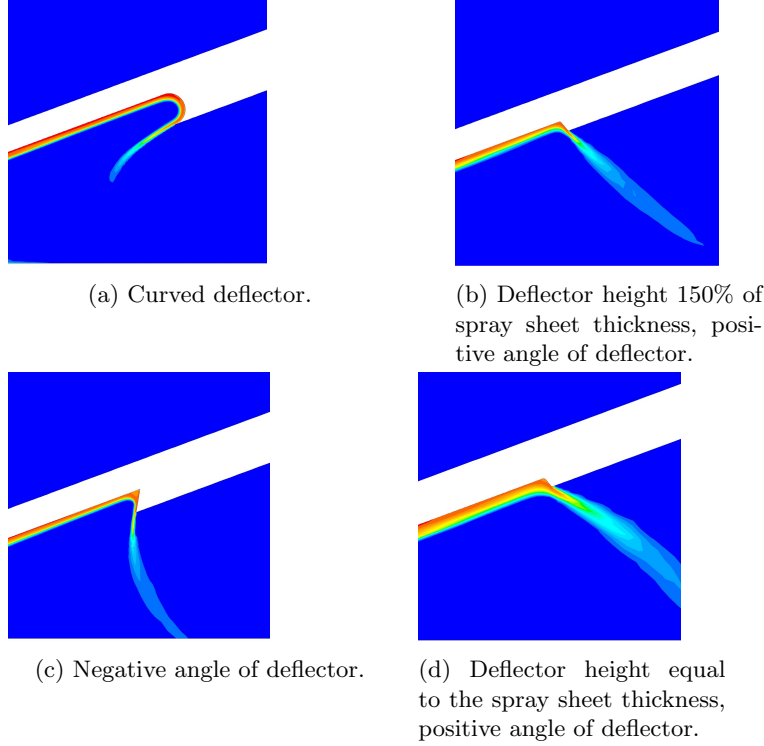 (a) Curved deflector.
(b) Deflector height 150% of
spray sheet thickness, posi-
tive angle of deflector.
(c) Negative angle of deflector.
(d) Deflector height equal
to the spray sheet thickness,
positive angle of deflector.